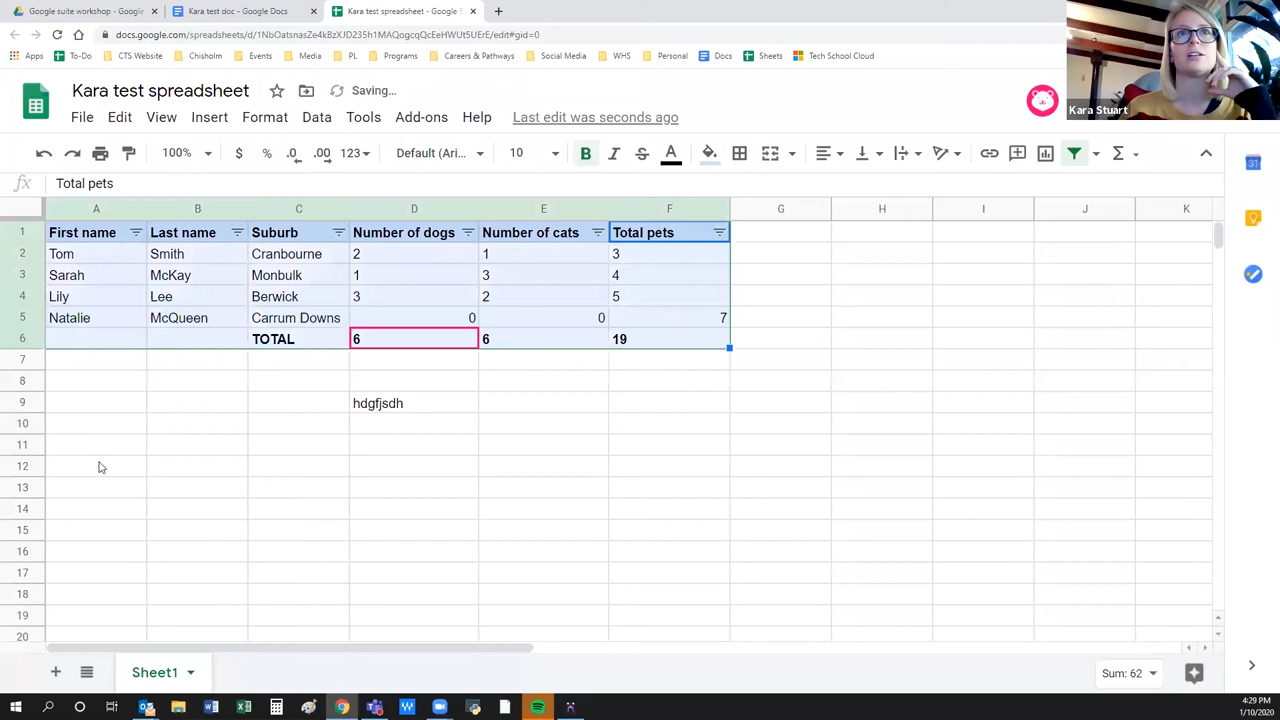 Google suite workshop - Google
Kara test doc - Google Docs
Kara test spreadsheet - Google S
docs.google.com/spreadsheets/d/1NbOatsnasZe4kBzXJD235h1MAQogcqQcEeHWUt5UErE/edit#gid=0
Apps To-Do CTS Website Chisholm Events Media PL Programs Careers & Pathway... Social Media WHS Personal Docs Sheets Tech School Cloud
Kara test spreadsheet Saving...
Kara Stuart
File Edit View Insert Format Data Tools Add-ons Help Last edit was seconds ago
100% $ % .0 .00 123 Default (Ari... 10 B I S A Σ
31
fx Total pets
A B C D E F G H I J K
1 First name Last name Suburb Number of dogs Number of cats Total pets
2 Tom Smith Cranbourne 2 1 3
3 Sarah McKay Monbulk 1 3 4
4 Lily Lee Berwick 3 2 5
5 Natalie McQueen Carrum Downs 0 0 7
6 TOTAL 6 6 19
7
8
9 hdgfjsdh
10
11
12
13
14
15
16
17
18
19
20
Sheet1 Sum: 62
4:29 PM
1/10/2020